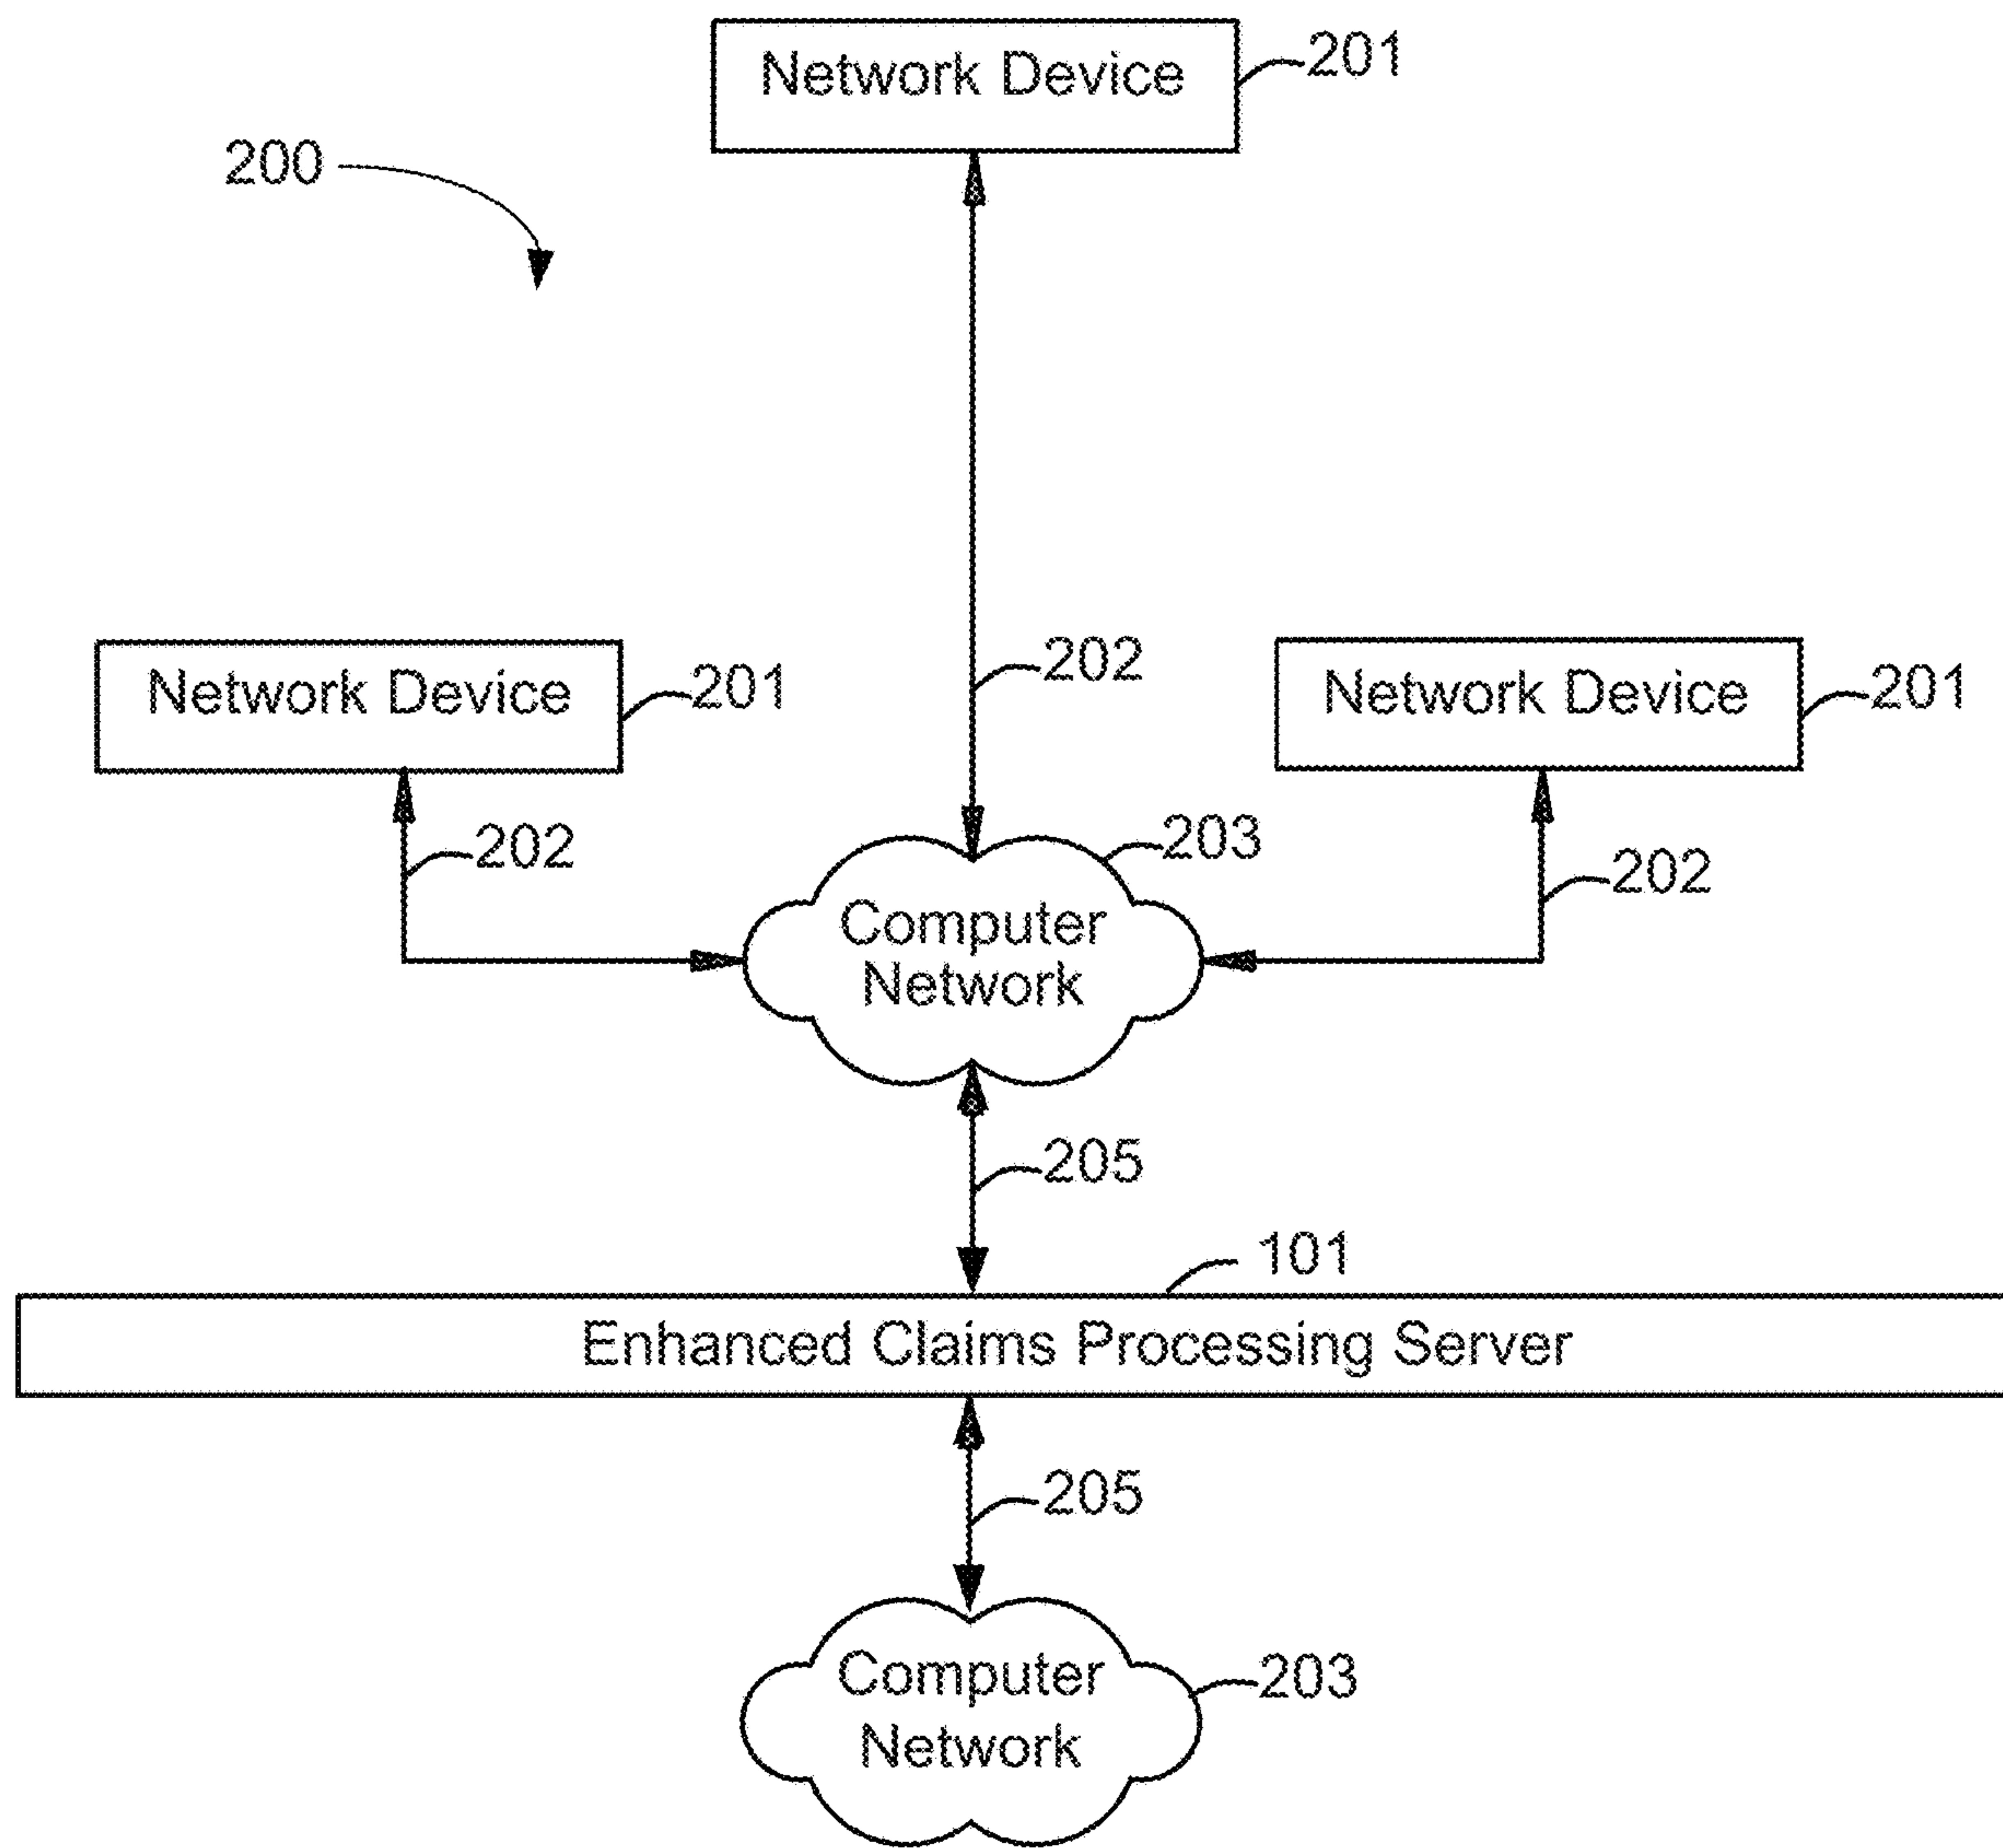 Network Device
201
200
202
Network Device
201
Network Device
201
202
203
202
Computer
Network
205
101
Enhanced Claims Processing Server
205
Computer
Network
203